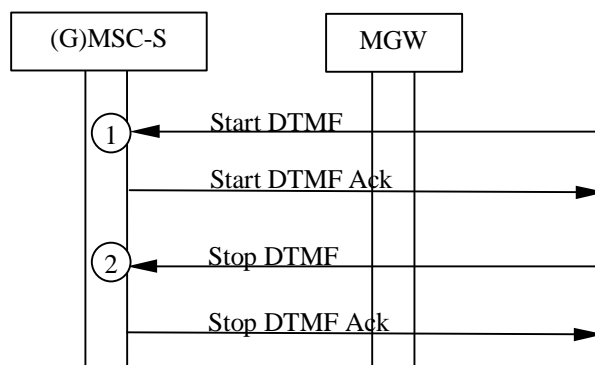 (G)MSC-S
MGW
1
Start DTMF
Start DTMF Ack
2
Stop DTMF
Stop DTMF Ack